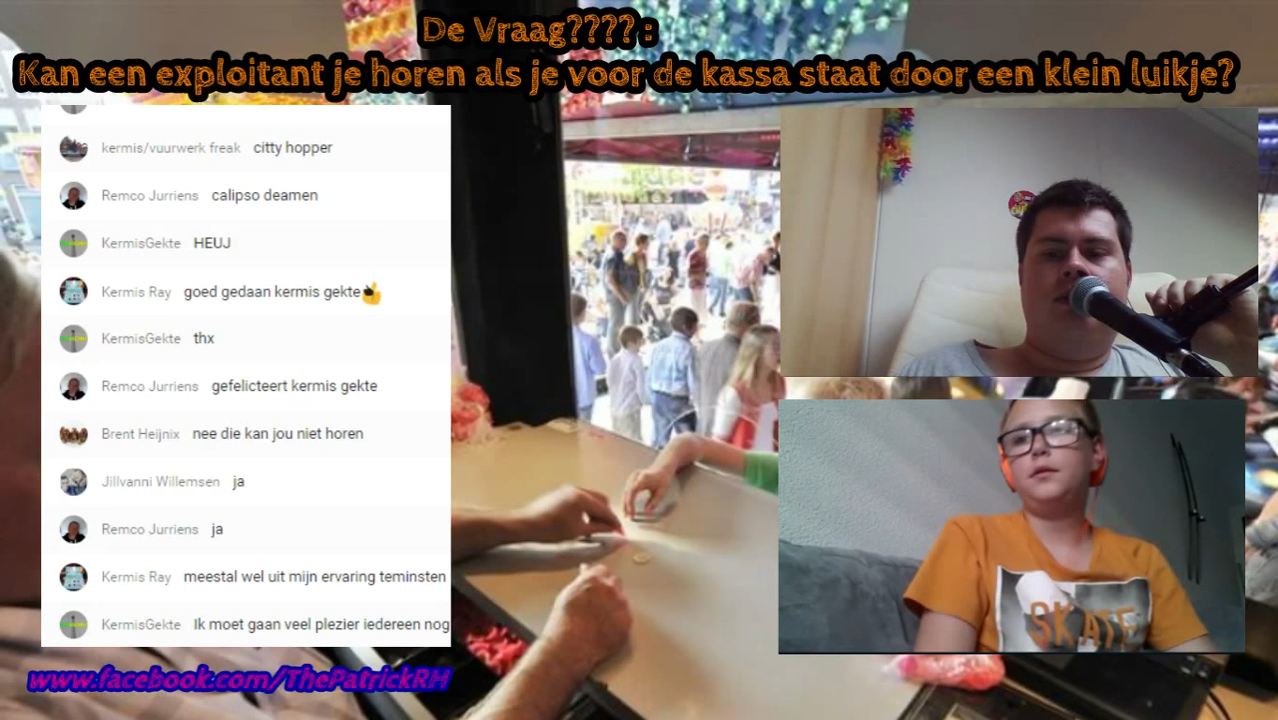 De Vraag???? :
Kan een exploitant je horen als je voor de kassa staat door een klein luikje?
kermis/vuurwerk freak citty hopper
Remco Jurriens calipso deamen
KermisGekte HEUJ
Kermis Ray goed gedaan kermis gekte
KermisGekte thx
Remco Jurriens gefelicteert kermis gekte
Brent Heijnix nee die kan jou niet horen
Jillvanni Willemsen ja
Remco Jurriens ja
Kermis Ray meestal wel uit mijn ervaring teminsten
KermisGekte Ik moet gaan veel plezier iedereen nog
SKATE
www.facebook.com/ThePatrickRH